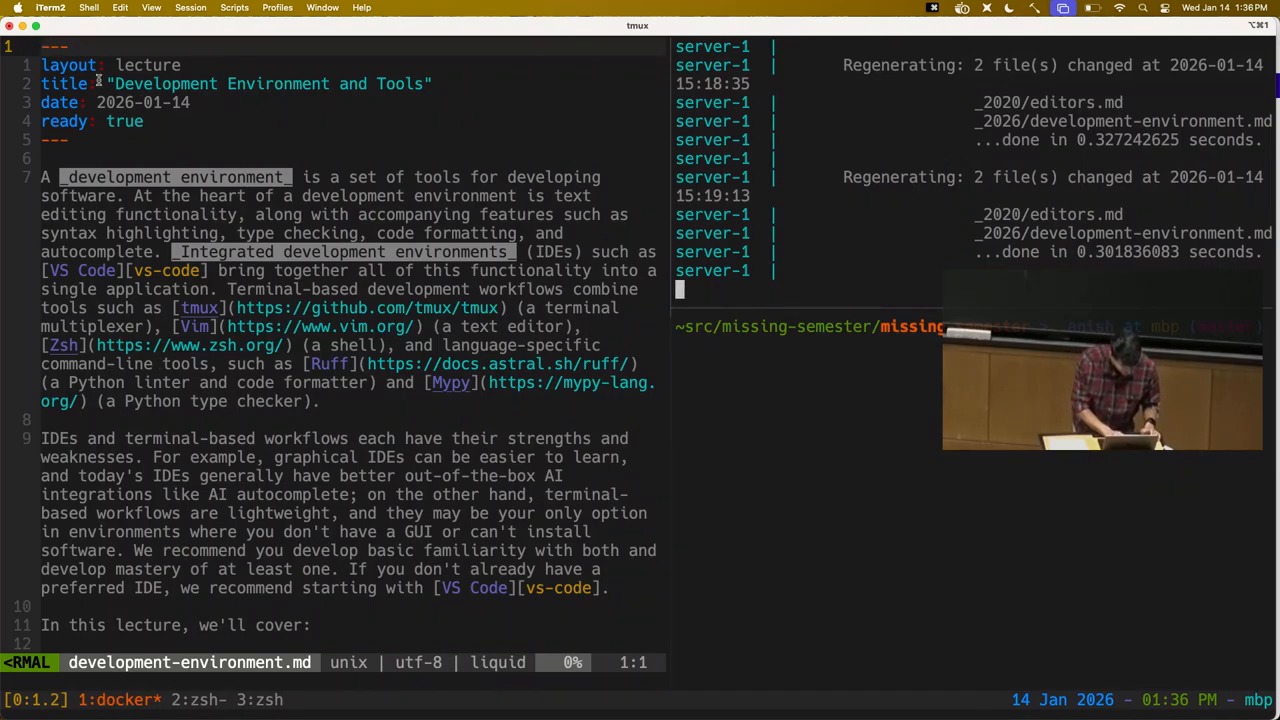 iTerm2 Shell Edit View Session Scripts Profiles Window Help Wed Jan 14 1:36 PM
tmux ⌥⌘1
1 ---
1 layout: lecture
2 title: "Development Environment and Tools"
3 date: 2026-01-14
4 ready: true
5 ---
6
7 A _development environment_ is a set of tools for developing
software. At the heart of a development environment is text
editing functionality, along with accompanying features such as
syntax highlighting, type checking, code formatting, and
autocomplete. _Integrated development environments_ (IDEs) such as
[VS Code][vs-code] bring together all of this functionality into a
single application. Terminal-based development workflows combine
tools such as [tmux](https://github.com/tmux/tmux) (a terminal
multiplexer), [Vim](https://www.vim.org/) (a text editor),
[Zsh](https://www.zsh.org/) (a shell), and language-specific
command-line tools, such as [Ruff](https://docs.astral.sh/ruff/)
(a Python linter and code formatter) and [Mypy](https://mypy-lang.
org/) (a Python type checker).
8
9 IDEs and terminal-based workflows each have their strengths and
weaknesses. For example, graphical IDEs can be easier to learn,
and today's IDEs generally have better out-of-the-box AI
integrations like AI autocomplete; on the other hand, terminal-
based workflows are lightweight, and they may be your only option
in environments where you don't have a GUI or can't install
software. We recommend you develop basic familiarity with both and
develop mastery of at least one. If you don't already have a
preferred IDE, we recommend starting with [VS Code][vs-code].
10
11 In this lecture, we'll cover:
12
<RMAL development-environment.md unix | utf-8 | liquid 0% 1:1
server-1 |
server-1 | Regenerating: 2 file(s) changed at 2026-01-14
15:18:35
server-1 | _2020/editors.md
server-1 | _2026/development-environment.md
server-1 | ...done in 0.327242625 seconds.
server-1 |
server-1 | Regenerating: 2 file(s) changed at 2026-01-14
15:19:13
server-1 | _2020/editors.md
server-1 | _2026/development-environment.md
server-1 | ...done in 0.301836083 seconds.
server-1 |
~src/missing-semester/missing-semester anish at mbp (master)
[0:1.2] 1:docker* 2:zsh- 3:zsh 14 Jan 2026 - 01:36 PM - mbp